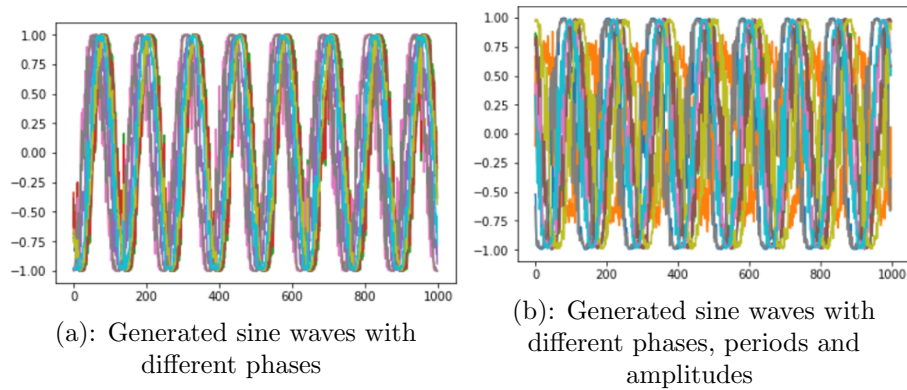 1.00
0.75
0.50
0.25
0.00
−0.25
−0.50
−0.75
−1.00
0 200 400 600 800 1000
(a): Generated sine waves with
different phases
1.00
0.75
0.50
0.25
0.00
−0.25
−0.50
−0.75
−1.00
0 200 400 600 800 1000
(b): Generated sine waves with
different phases, periods and
amplitudes